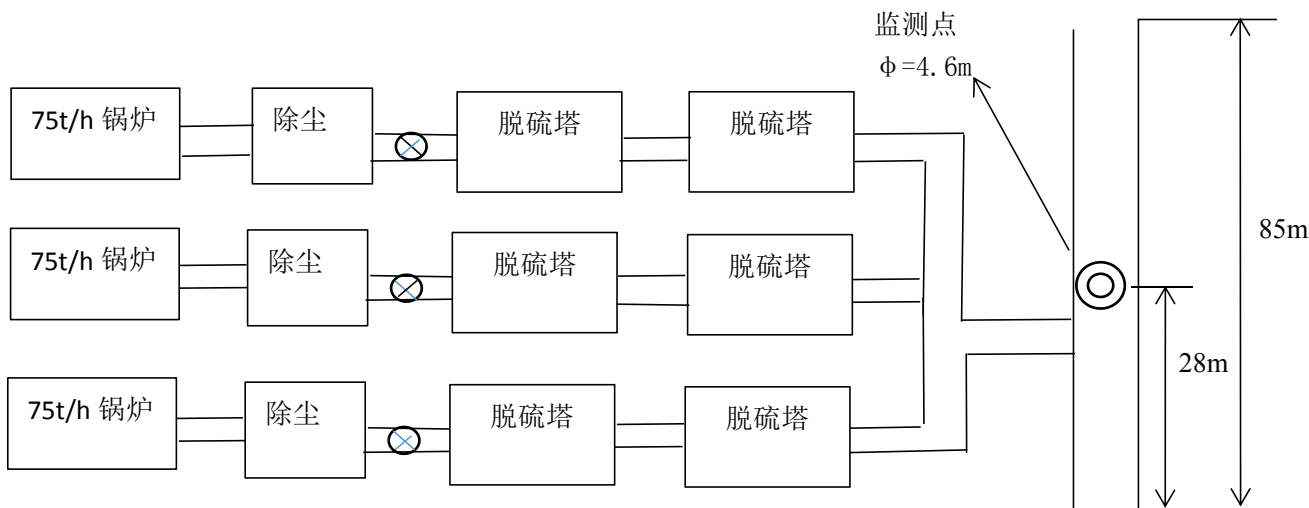 监测点
φ=4.6m
75t/h 锅炉
除尘
脱硫塔
脱硫塔
75t/h 锅炉
除尘
脱硫塔
脱硫塔
85m
28m
75t/h 锅炉
除尘
脱硫塔
脱硫塔